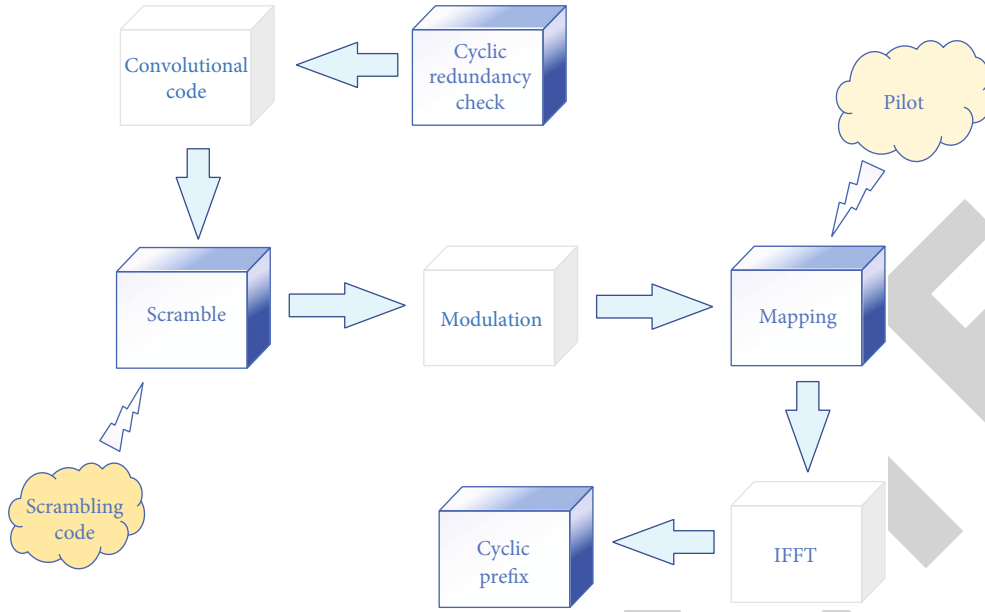 Convolutional
code
Cyclic
redundancy
check
Pilot
Scramble
Modulation
Mapping
Scrambling
code
Cyclic
prefix
IFFT